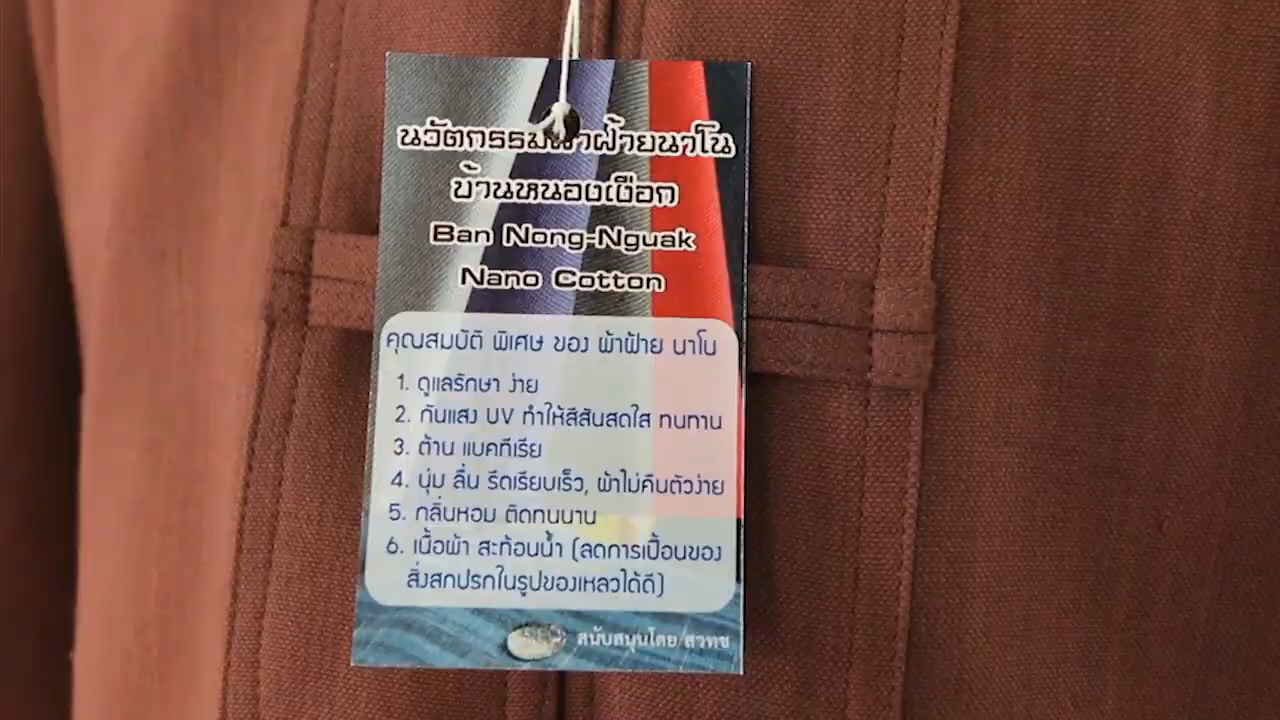 นวัตกรรมผ้าฝ้ายนาโน
บ้านหนองเงือก
Ban Nong-Nguak
Nano Cotton
คุณสมบัติ พิเศษ ของ ผ้าฝ้าย นาโน
1. ดูแลรักษา ง่าย
2. กันแสง UV ทำให้สีสันสดใส ทนทาน
3. ต้าน แบคทีเรีย
4. นุ่ม ลื่น รีดเรียบเร็ว, ผ้าไม่คืนตัวง่าย
5. กลิ่นหอม ติดทนนาน
6. เนื้อผ้า สะท้อนน้ำ (ลดการเปื้อนของ
สิ่งสกปรกในรูปของเหลวได้ดี)
สนับสนุนโดย สวทช